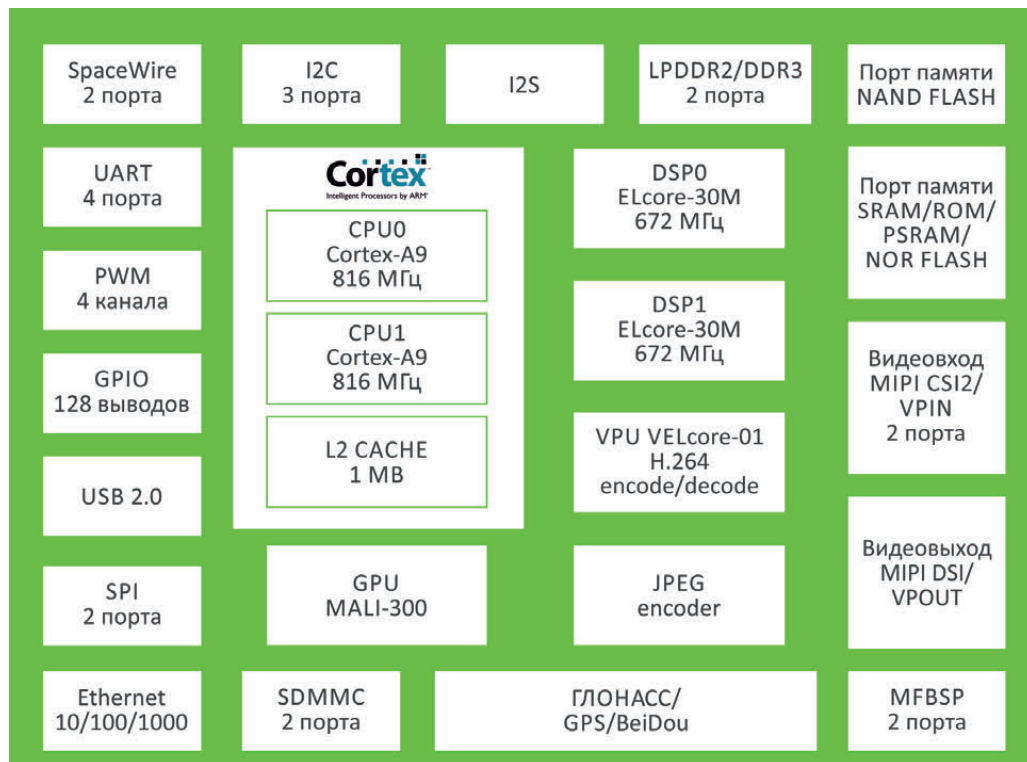 SpaceWire
2 порта
I2C
3 порта
I2S
LPDDR2/DDR3
2 порта
Порт памяти
NAND FLASH
UART
4 порта
PWM
4 канала
GPIO
128 выводов
USB 2.0
SPI
2 порта
Cortex
Intelligent Processors by ARM
CPU0
Cortex-A9
816 МГц
CPU1
Cortex-A9
816 МГц
L2 CACHE
1 MB
GPU
MALI-300
DSP0
ELcore-30M
672 МГц
DSP1
ELcore-30M
672 МГц
VPU VELcore-01
H.264
encode/decode
JPEG
encoder
Порт памяти
SRAM/ROM/
PSRAM/
NOR FLASH
Видеовход
MIPI CSI2/
VPIN
2 порта
Видеовыход
MIPI DSI/
VPOUT
Ethernet
10/100/1000
SDMMC
2 порта
ГЛОНАСС/
GPS/BeiDou
MFBSP
2 порта